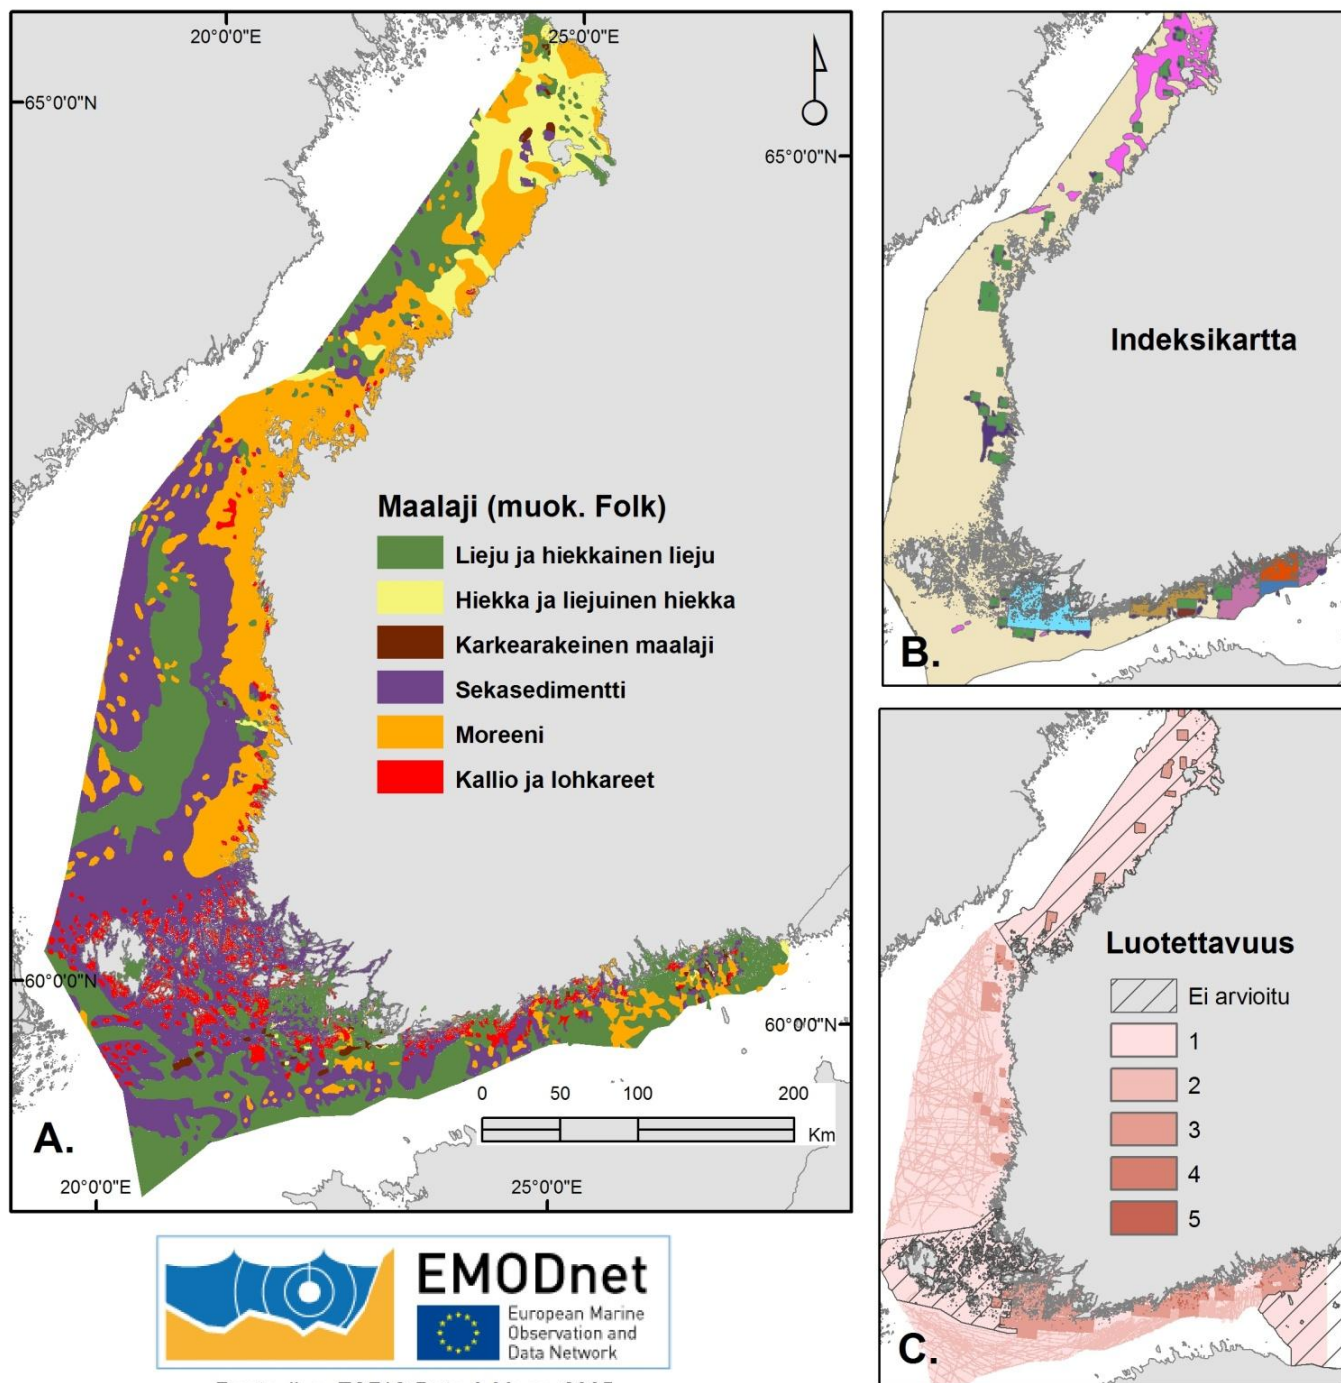 20°0'0"E
25°0'0"E
65°0'0"N
65°0'0"N
Maalaji (muok. Folk)
Lieju ja hiekkainen lieju
Hiekka ja liejuinen hiekka
Karkearakeinen maalaji
Sekasedimentti
Moreeni
Kallio ja lohkareet
60°0'0"N
60°0'0"N
0 50 100 200
Km
A.
20°0'0"E
25°0'0"E
Indeksikartta
B.
Luotettavuus
Ei arvioitu
1
2
3
4
5
C.
EMODnet
European Marine
Observation and
Data Network